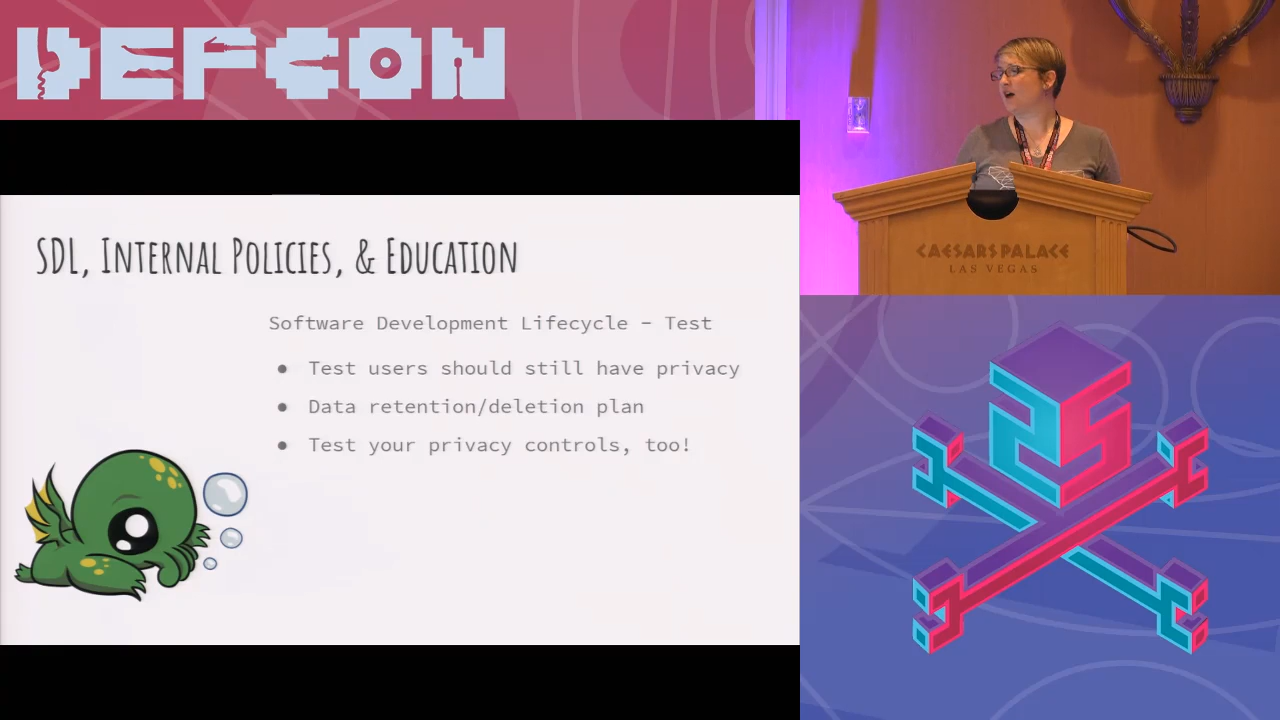 DEFCON
CAESARS PALACE
LAS VEGAS
SDL, INTERNAL POLICIES, & EDUCATION
Software Development Lifecycle – Test
● Test users should still have privacy
● Data retention/deletion plan
● Test your privacy controls, too!
25